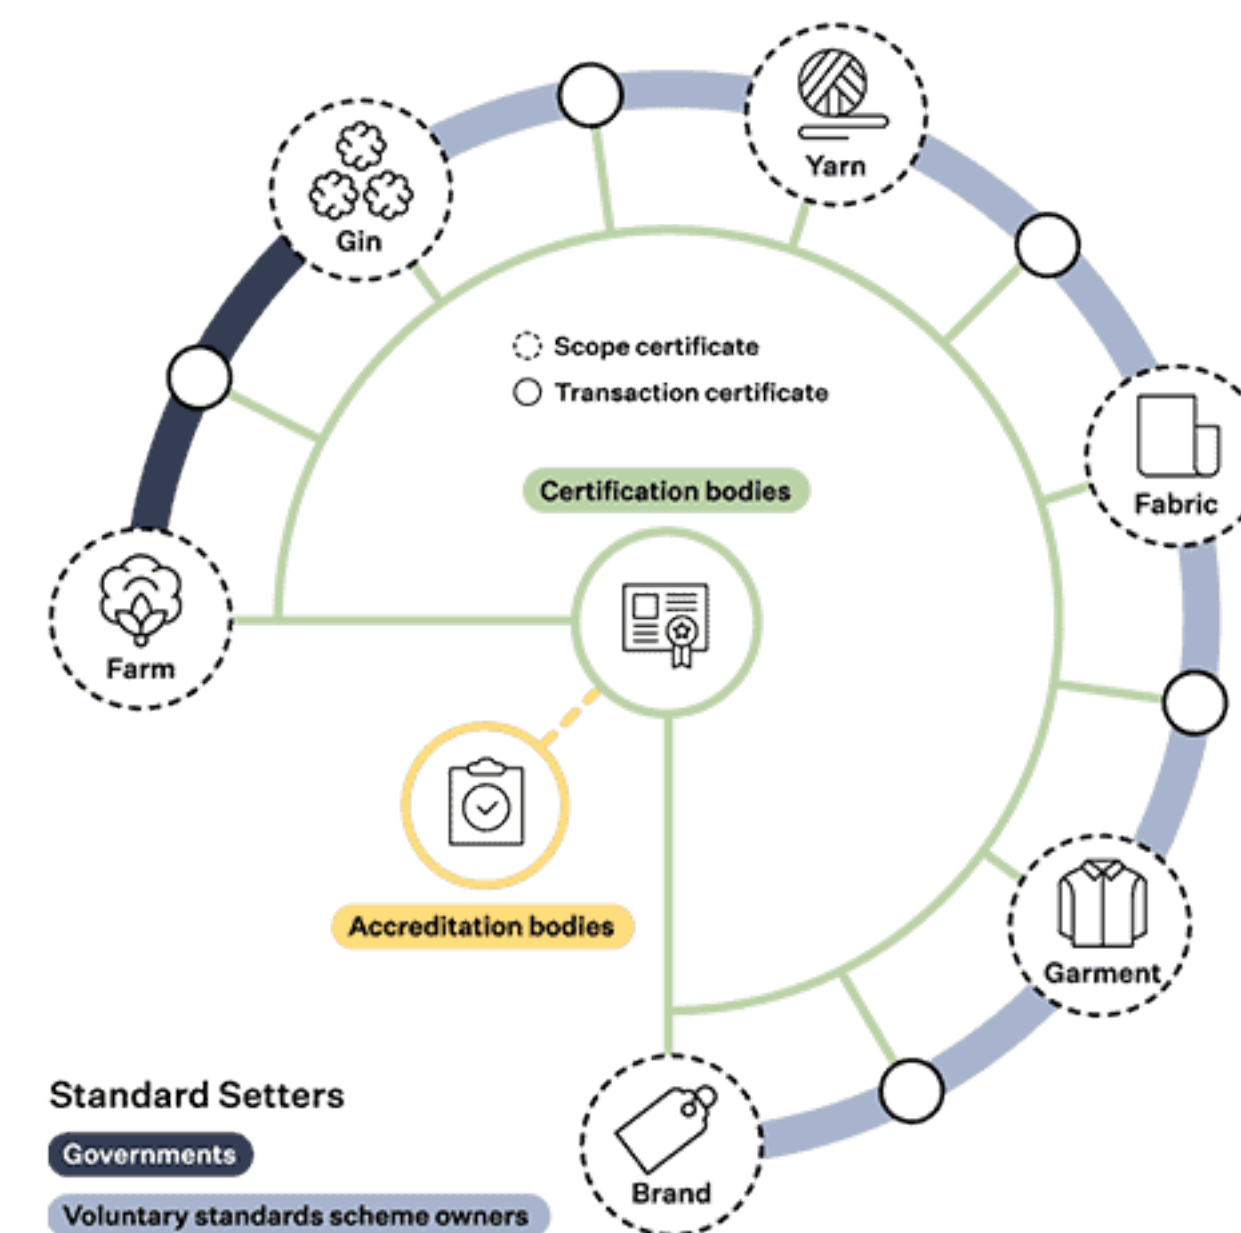 Yarn
Gin
Scope certificate
Transaction certificate
Certification bodies
Fabric
Farm
Accreditation bodies
Garment
Standard Setters
Governments
Brand
Voluntary standards scheme owners